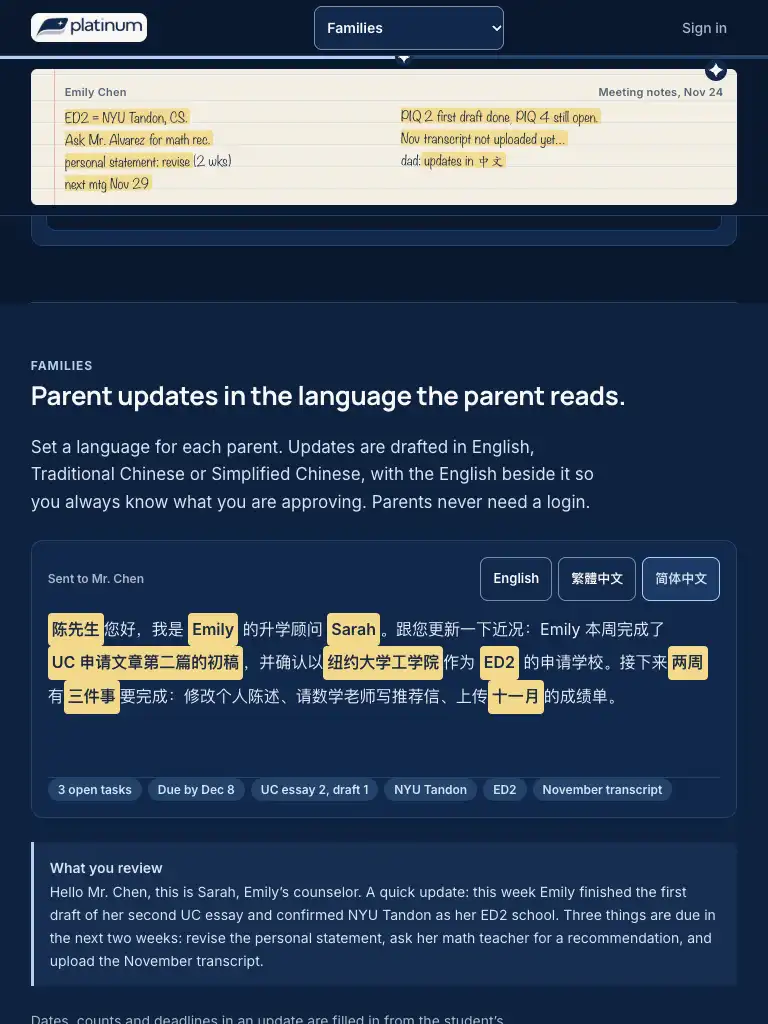 platinum
Families
Sign in
Emily Chen
Meeting notes, Nov 24
ED2 = NYU Tandon, CS.
Ask Mr. Alvarez for math rec.
personal statement: revise (2 wks)
next mtg Nov 29
PIQ 2 first draft done, PIQ 4 still open.
Nov transcript not uploaded yet...
dad: updates in 中文
FAMILIES
Parent updates in the language the parent reads.
Set a language for each parent. Updates are drafted in English,
Traditional Chinese or Simplified Chinese, with the English beside it so
you always know what you are approving. Parents never need a login.
Sent to Mr. Chen
English
繁體中文
简体中文
陈先生您好，我是 Emily 的升学顾问 Sarah。跟您更新一下近况：Emily 本周完成了
UC 申请文章第二篇的初稿，并确认以纽约大学工学院作为 ED2 的申请学校。接下来两周
有三件事要完成：修改个人陈述、请数学老师写推荐信、上传十一月的成绩单。
3 open tasks
Due by Dec 8
UC essay 2, draft 1
NYU Tandon
ED2
November transcript
What you review
Hello Mr. Chen, this is Sarah, Emily’s counselor. A quick update: this week Emily finished the first
draft of her second UC essay and confirmed NYU Tandon as her ED2 school. Three things are due in
the next two weeks: revise the personal statement, ask her math teacher for a recommendation, and
upload the November transcript.
Dates, counts and deadlines in an update are filled in from the student’s